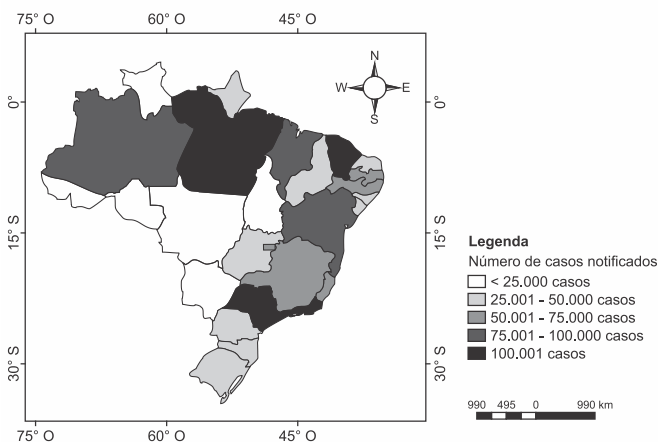 75° O 60° O 45° O
N
W E
S
0° 0°
15° S 15° S
30° S 30° S
Legenda
Número de casos notificados
< 25.000 casos
25.001 - 50.000 casos
50.001 - 75.000 casos
75.001 - 100.000 casos
100.001 casos
990 495 0 990 km
75° O 60° O 45° O